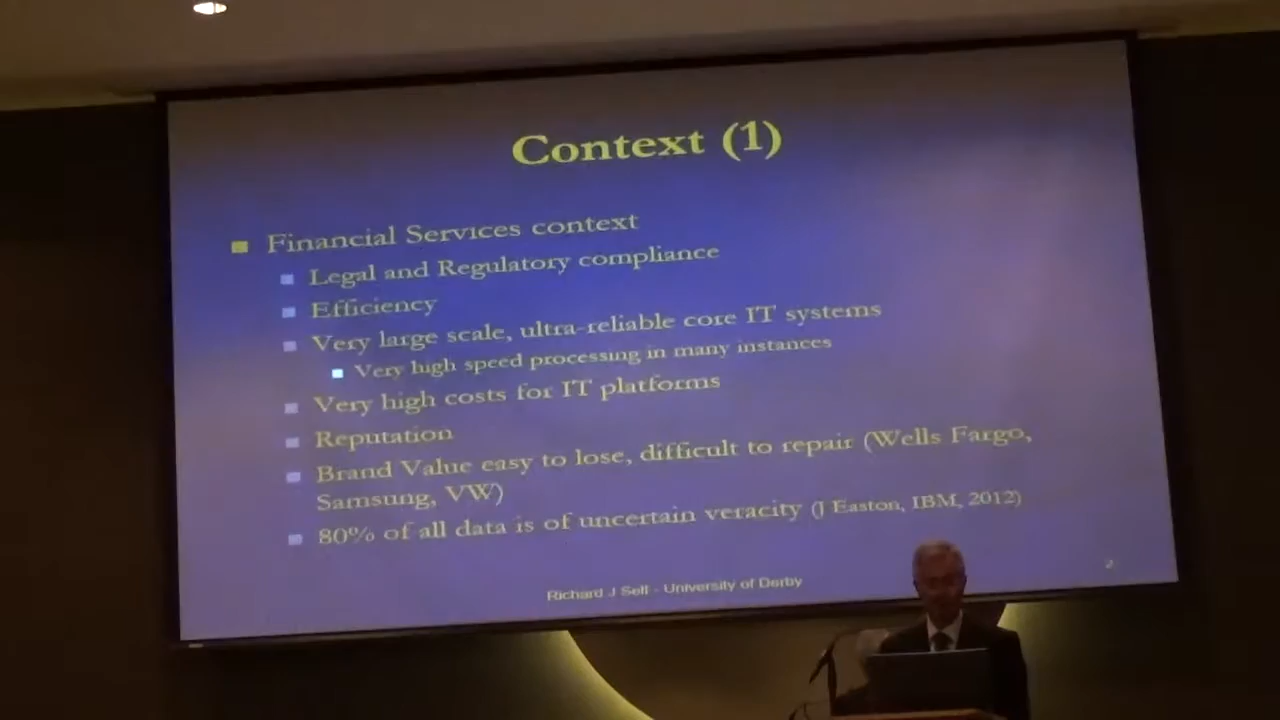 Context (1)
Financial Services context
Legal and Regulatory compliance
Efficiency
Very large scale, ultra-reliable core IT systems
Very high speed processing in many instances
Very high costs for IT platforms
Reputation
Brand Value easy to lose, difficult to repair (Wells Fargo,
Samsung, VW)
80% of all data is of uncertain veracity (J Easton, IBM, 2012)
Richard J Self - University of Derby
2